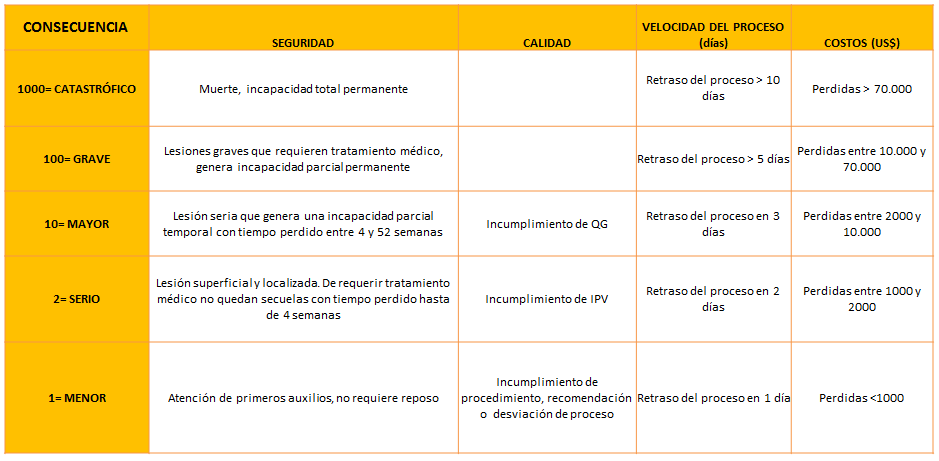 CONSECUENCIA
SEGURIDAD
CALIDAD
VELOCIDAD DEL PROCESO
(días)
COSTOS (US$)
1000= CATASTRÓFICO
Muerte, incapacidad total permanente
Retraso del proceso > 10
días
Perdidas > 70.000
100= GRAVE
Lesiones graves que requieren tratamiento médico,
genera incapacidad parcial permanente
Retraso del proceso > 5 días
Perdidas entre 10.000 y
70.000
10= MAYOR
Lesión seria que genera una incapacidad parcial
temporal con tiempo perdido entre 4 y 52 semanas
Incumplimiento de QG
Retraso del proceso en 3
días
Perdidas entre 2000 y
10.000
2= SERIO
Lesión superficial y localizada. De requerir tratamiento
médico no quedan secuelas con tiempo perdido hasta
de 4 semanas
Incumplimiento de IPV
Retraso del proceso en 2
días
Perdidas entre 1000 y
2000
1= MENOR
Atención de primeros auxilios, no requiere reposo
Incumplimiento de
procedimiento, recomendación
o desviación de proceso
Retraso del proceso en 1 día
Perdidas <1000